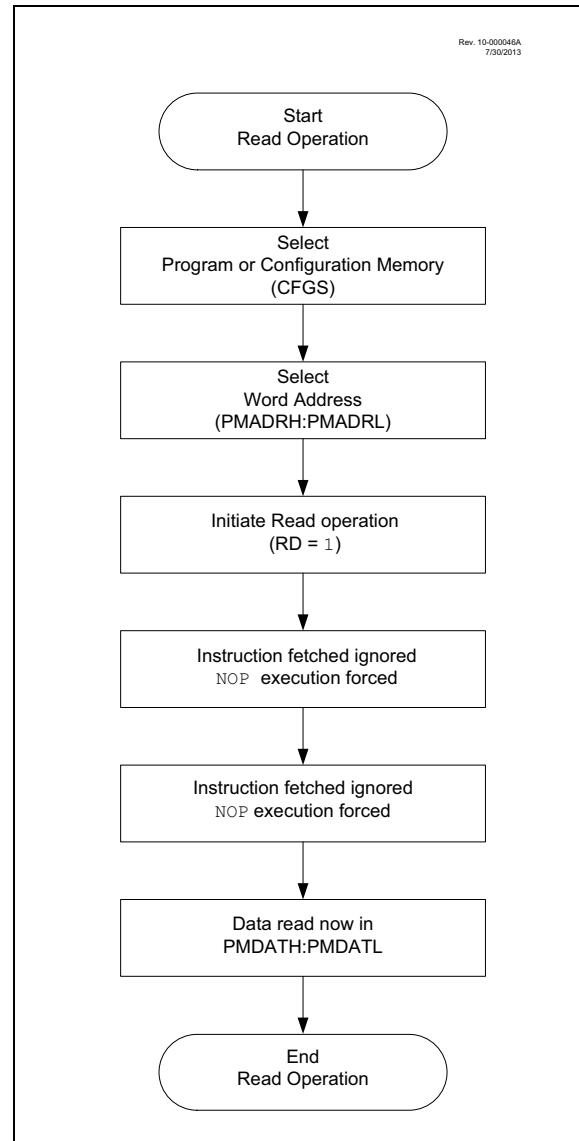 Rev. 10-000046A
7/30/2013
Start
Read Operation
Select
Program or Configuration Memory
(CFGS)
Select
Word Address
(PMADRH:PMADRL)
Initiate Read operation
(RD = 1)
Instruction fetched ignored
NOP execution forced
Instruction fetched ignored
NOP execution forced
Data read now in
PMDATH:PMDATL
End
Read Operation